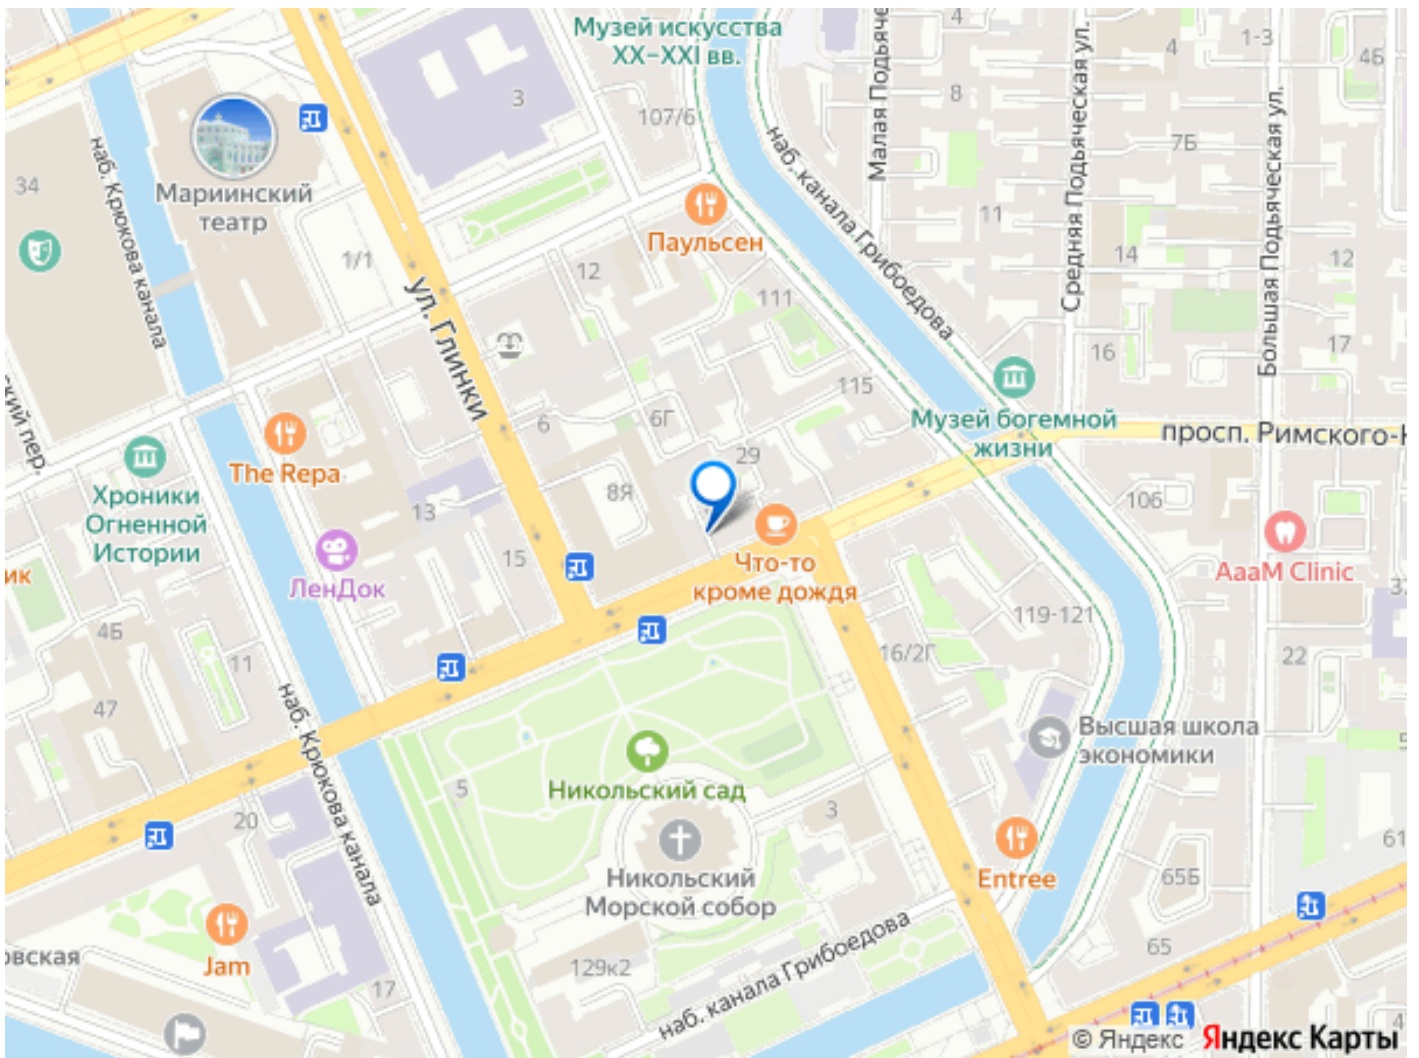 Музей искусства
XX–XXI вв.
4
1-3
4
4Б
Малая Подьяческая
Средняя Подьяческая ул.
Большая Подьяческая ул.
3
8
107/6
7Б
наб. Крюкова канала
34
Мариинский
театр
наб. канала Грибоедова
11
Паульсен
14
12
1/1
12
111
ул. Глинки
16
17
115
Музей богемной
жизни
6
6Г
просп. Римского-К
ский пер.
The Repa
29
Хроники
Огненной
Истории
8Я
106
13
ЛенДок
15
Что-то
кроме дождя
AaaM Clinic
ик
119-121
4Б
16/2Г
11
22
47
наб. Крюкова канала
Высшая школа
экономики
5
Никольский сад
3
20
61
Никольский
Морской собор
Entree
65Б
наб. канала Грибоедова
65
овская
Jam
129к2
17
© Яндекс Яндекс Карты